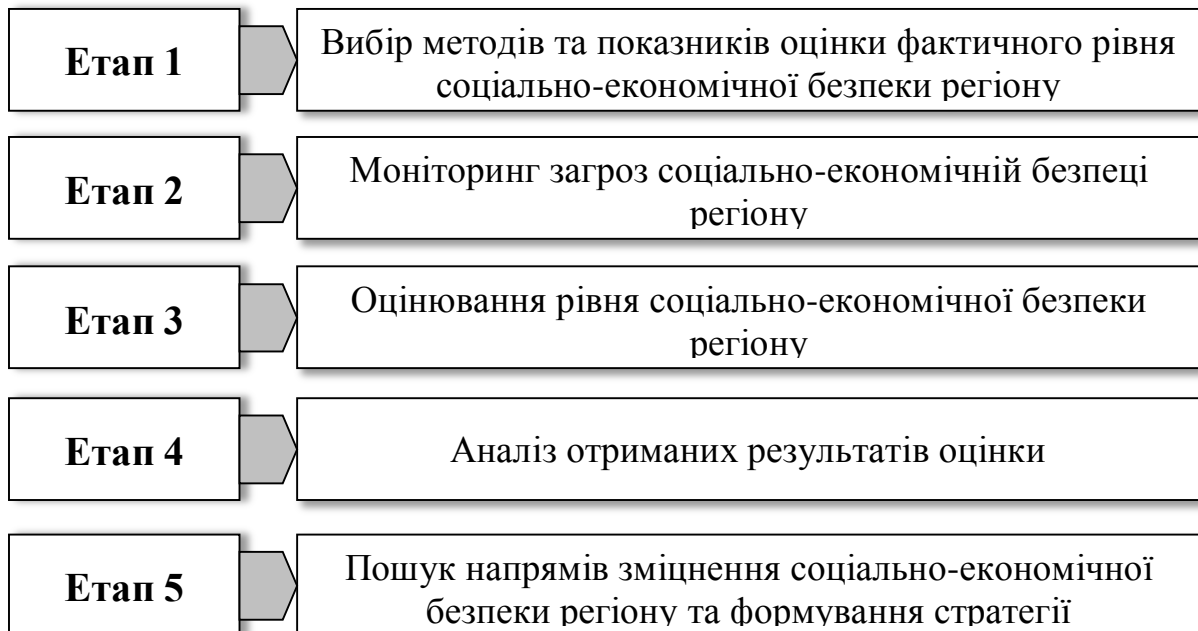 Етап 1
Вибір методів та показників оцінки фактичного рівня
соціально-економічної безпеки регіону
Етап 2
Моніторинг загроз соціально-економічній безпеці
регіону
Етап 3
Оцінювання рівня соціально-економічної безпеки
регіону
Етап 4
Аналіз отриманих результатів оцінки
Етап 5
Пошук напрямів зміцнення соціально-економічної
безпеки регіону та формування стратегії